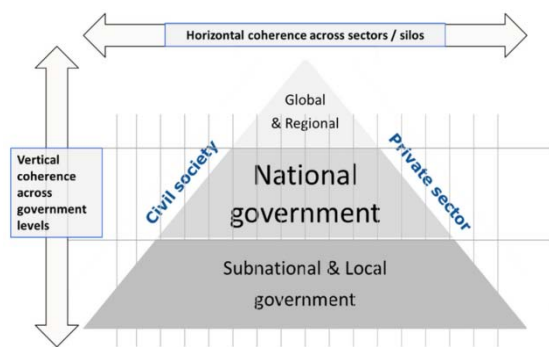 Horizontal coherence across sectors / silos
Global
& Regional
Vertical
coherence
across
government
levels
Civil society
Private sector
National
government
Subnational & Local
government